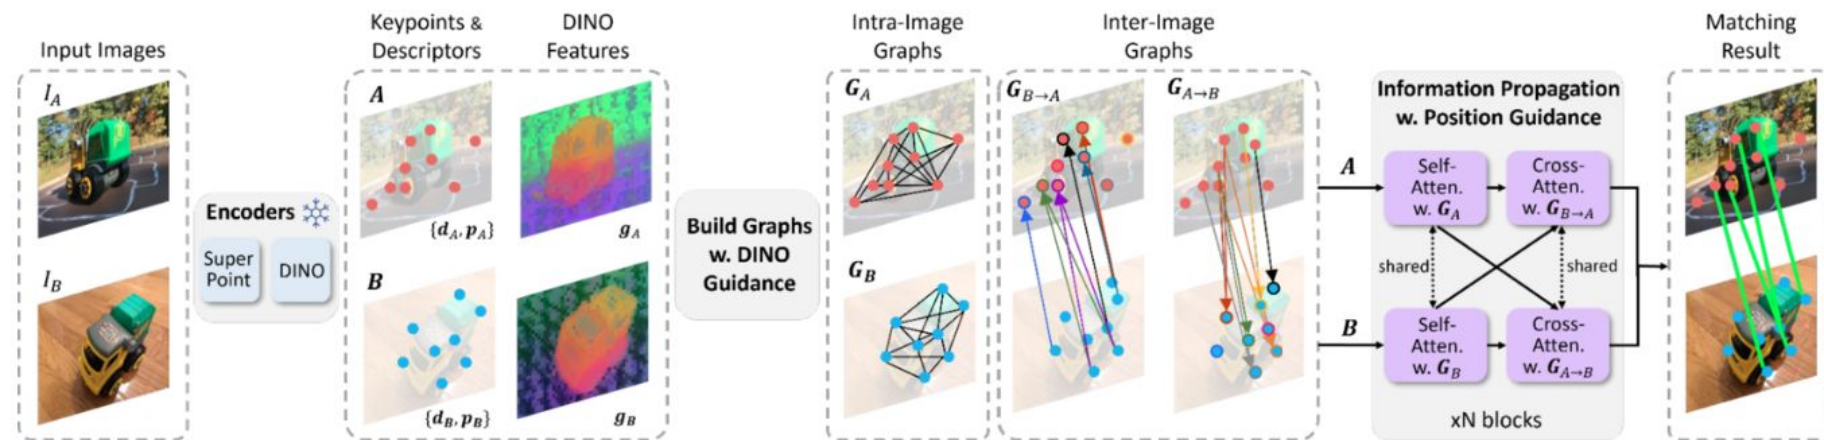 Input Images
I_A
I_B
Encoders
Super
Point
DINO
Keypoints &
Descriptors
DINO
Features
A
{d_A, p_A}
g_A
B
{d_B, p_B}
g_B
Build Graphs
w. DINO
Guidance
Intra-Image
Graphs
G_A
G_B
Inter-Image
Graphs
G_B→A
G_A→B
A
B
Information Propagation
w. Position Guidance
Self-
Atten.
w. G_A
Cross-
Atten.
w. G_B→A
shared
shared
Self-
Atten.
w. G_B
Cross-
Atten.
w. G_A→B
xN blocks
Matching
Result